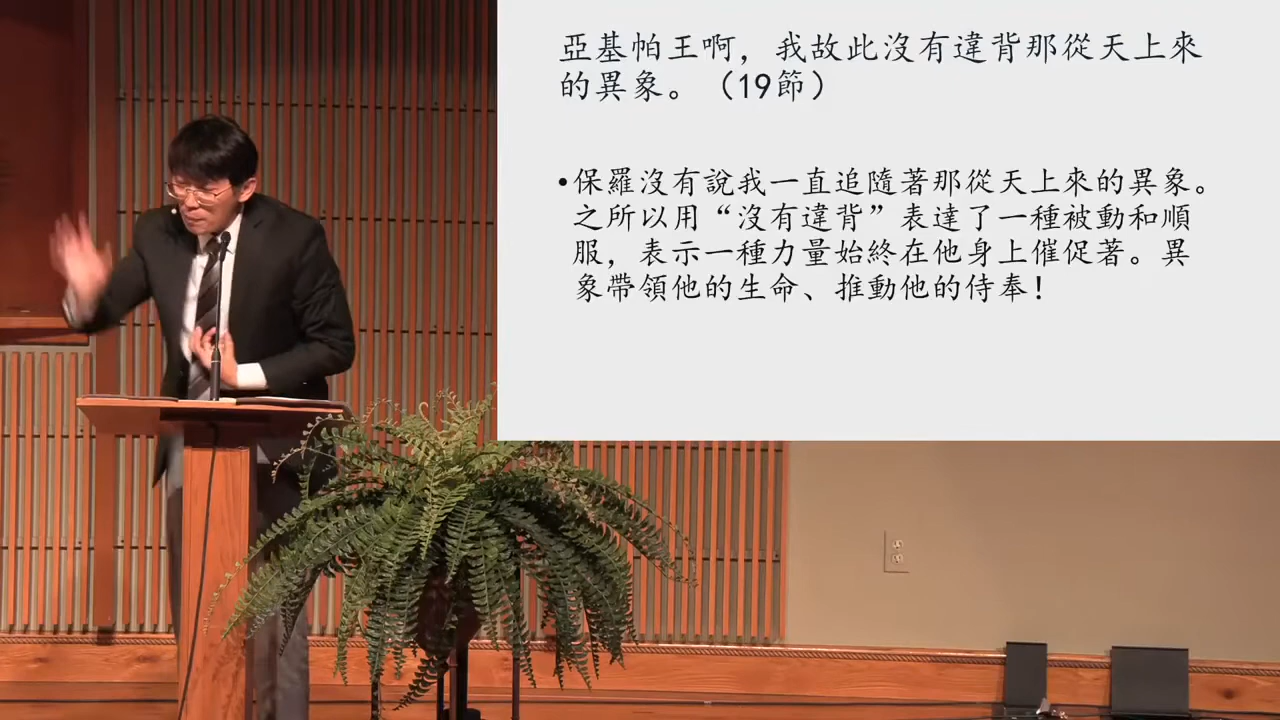 亞基帕王啊，我故此沒有違背那從天上來
的異象。（19節）
•保羅沒有說我一直追隨著那從天上來的異象。
之所以用“沒有違背”表達了一種被動和順
服，表示一種力量始終在他身上催促著。異
象帶領他的生命、推動他的侍奉！